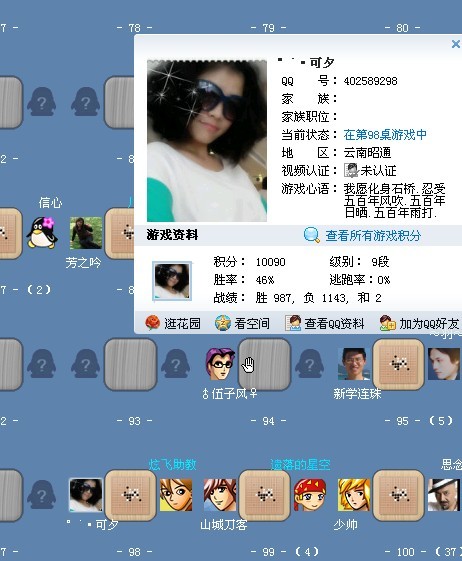 - 78 -
- 79 -
- 80 -
可夕
QQ 号： 402589298
家 族：
家族职位：
当前状态： 在第98桌游戏中
地 区： 云南昭通
视频认证： 未认证
游戏心语： 我愿化身石桥. 忍受
五百年风吹. 五百年
日晒. 五百年雨打.
游戏资料
查看所有游戏积分
积分： 10090 级别： 9段
胜率： 46% 逃跑率：0%
战绩： 胜 987, 负 1143, 和 2
逛花园 看空间 查看QQ资料 加为QQ好友
信心
芳之吟
- （2）
♂伍子风♀
新学连珠
- 93 -
- 94 -
- 95 - （5）
炫飞助教
遗落的星空
思念
可夕
山城刀客
少帅
- 98 -
- 99 - （4）
- 100 - （37）